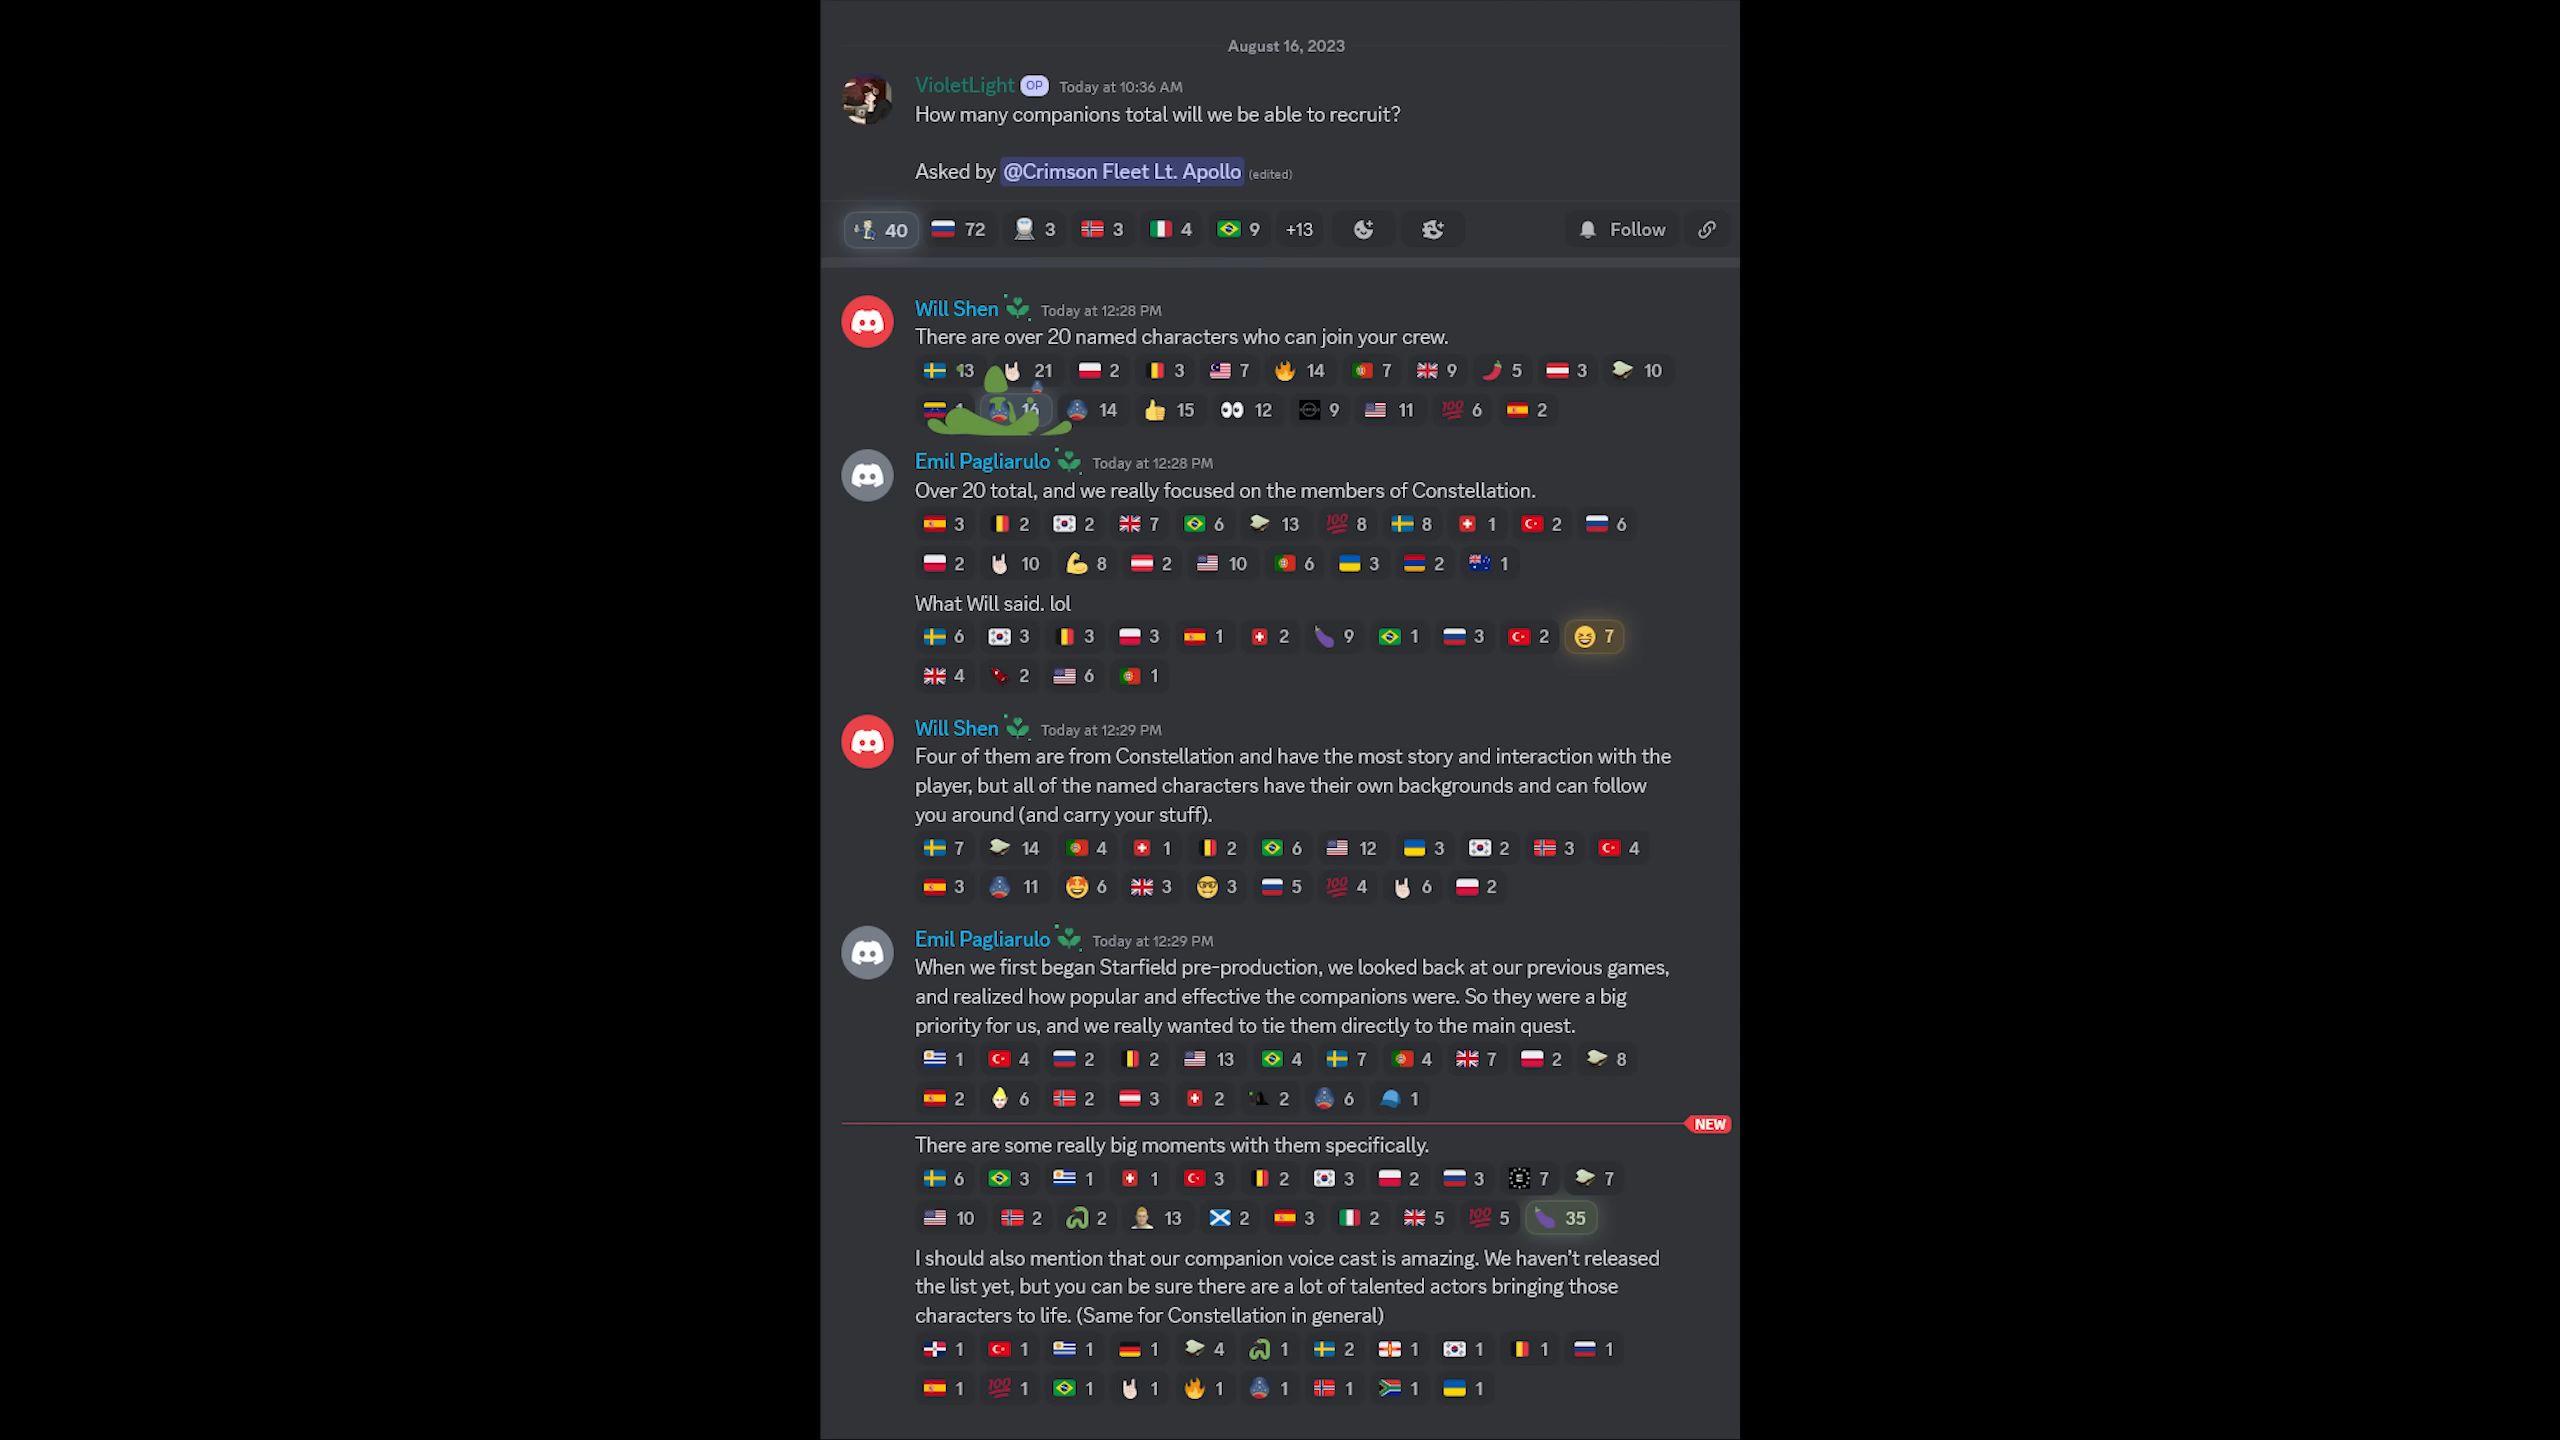 August 16, 2023
VioletLight OP Today at 10:36 AM
How many companions total will we be able to recruit?
Asked by @Crimson Fleet Lt. Apollo (edited)
40 72 3 3 4 9 +13 Follow
Will Shen Today at 12:28 PM
There are over 20 named characters who can join your crew.
13 21 2 3 7 14 7 9 5 3 10
16 14 15 12 9 11 100 6 2
Emil Pagliarulo Today at 12:28 PM
Over 20 total, and we really focused on the members of Constellation.
3 2 2 7 6 13 100 8 8 1 2 6
2 10 8 2 10 6 3 2 1
What Will said. lol
6 3 3 3 1 2 9 1 3 2 7
4 2 6 1
Will Shen Today at 12:29 PM
Four of them are from Constellation and have the most story and interaction with the
player, but all of the named characters have their own backgrounds and can follow
you around (and carry your stuff).
7 14 4 1 2 6 12 3 2 3 4
3 11 6 3 3 5 100 4 6 2
Emil Pagliarulo Today at 12:29 PM
When we first began Starfield pre-production, we looked back at our previous games,
and realized how popular and effective the companions were. So they were a big
priority for us, and we really wanted to tie them directly to the main quest.
1 4 2 2 13 4 7 4 7 2 8
2 6 2 3 2 2 6 1
NEW
There are some really big moments with them specifically.
6 3 1 1 3 2 3 2 3 E 7 7
10 2 2 13 2 3 2 5 100 5 35
I should also mention that our companion voice cast is amazing. We haven't released
the list yet, but you can be sure there are a lot of talented actors bringing those
characters to life. (Same for Constellation in general)
1 1 1 1 4 1 2 1 1 1 1
1 100 1 1 1 1 1 1 1 1